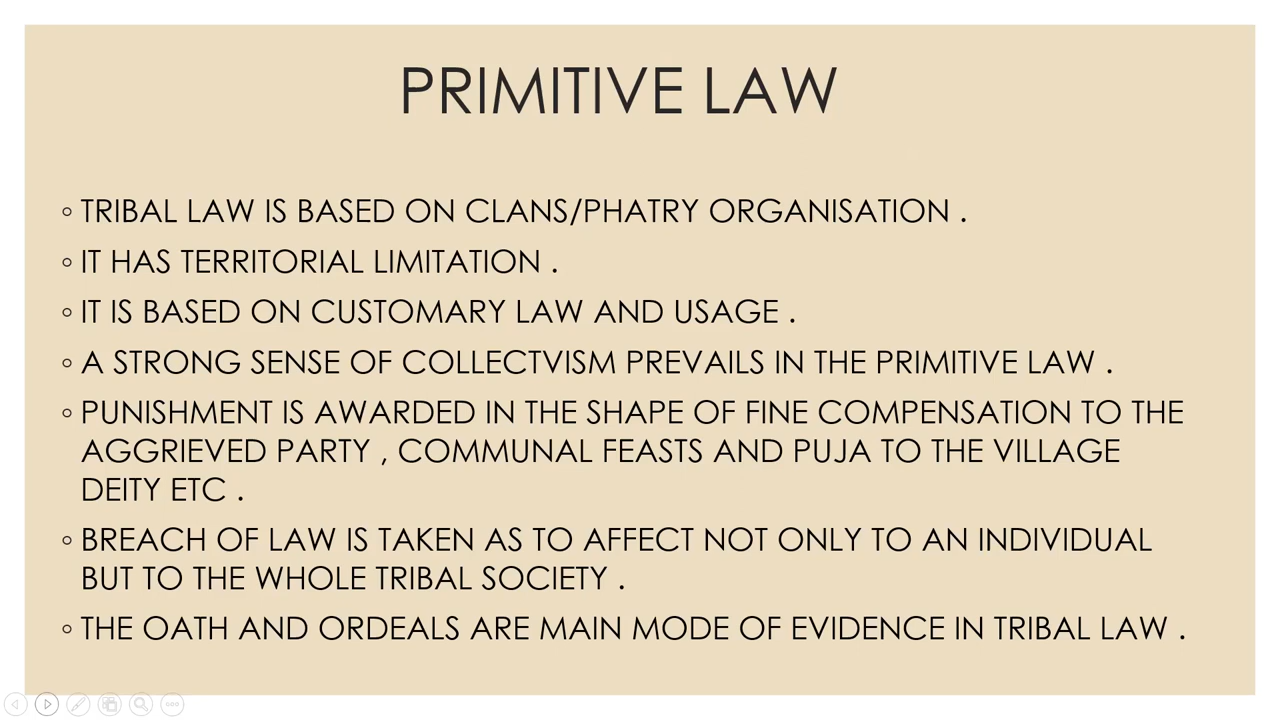 PRIMITIVE LAW
◦ TRIBAL LAW IS BASED ON CLANS/PHATRY ORGANISATION .
◦ IT HAS TERRITORIAL LIMITATION .
◦ IT IS BASED ON CUSTOMARY LAW AND USAGE .
◦ A STRONG SENSE OF COLLECTVISM PREVAILS IN THE PRIMITIVE LAW .
◦ PUNISHMENT IS AWARDED IN THE SHAPE OF FINE COMPENSATION TO THE
AGGRIEVED PARTY , COMMUNAL FEASTS AND PUJA TO THE VILLAGE
DEITY ETC .
◦ BREACH OF LAW IS TAKEN AS TO AFFECT NOT ONLY TO AN INDIVIDUAL
BUT TO THE WHOLE TRIBAL SOCIETY .
◦ THE OATH AND ORDEALS ARE MAIN MODE OF EVIDENCE IN TRIBAL LAW .